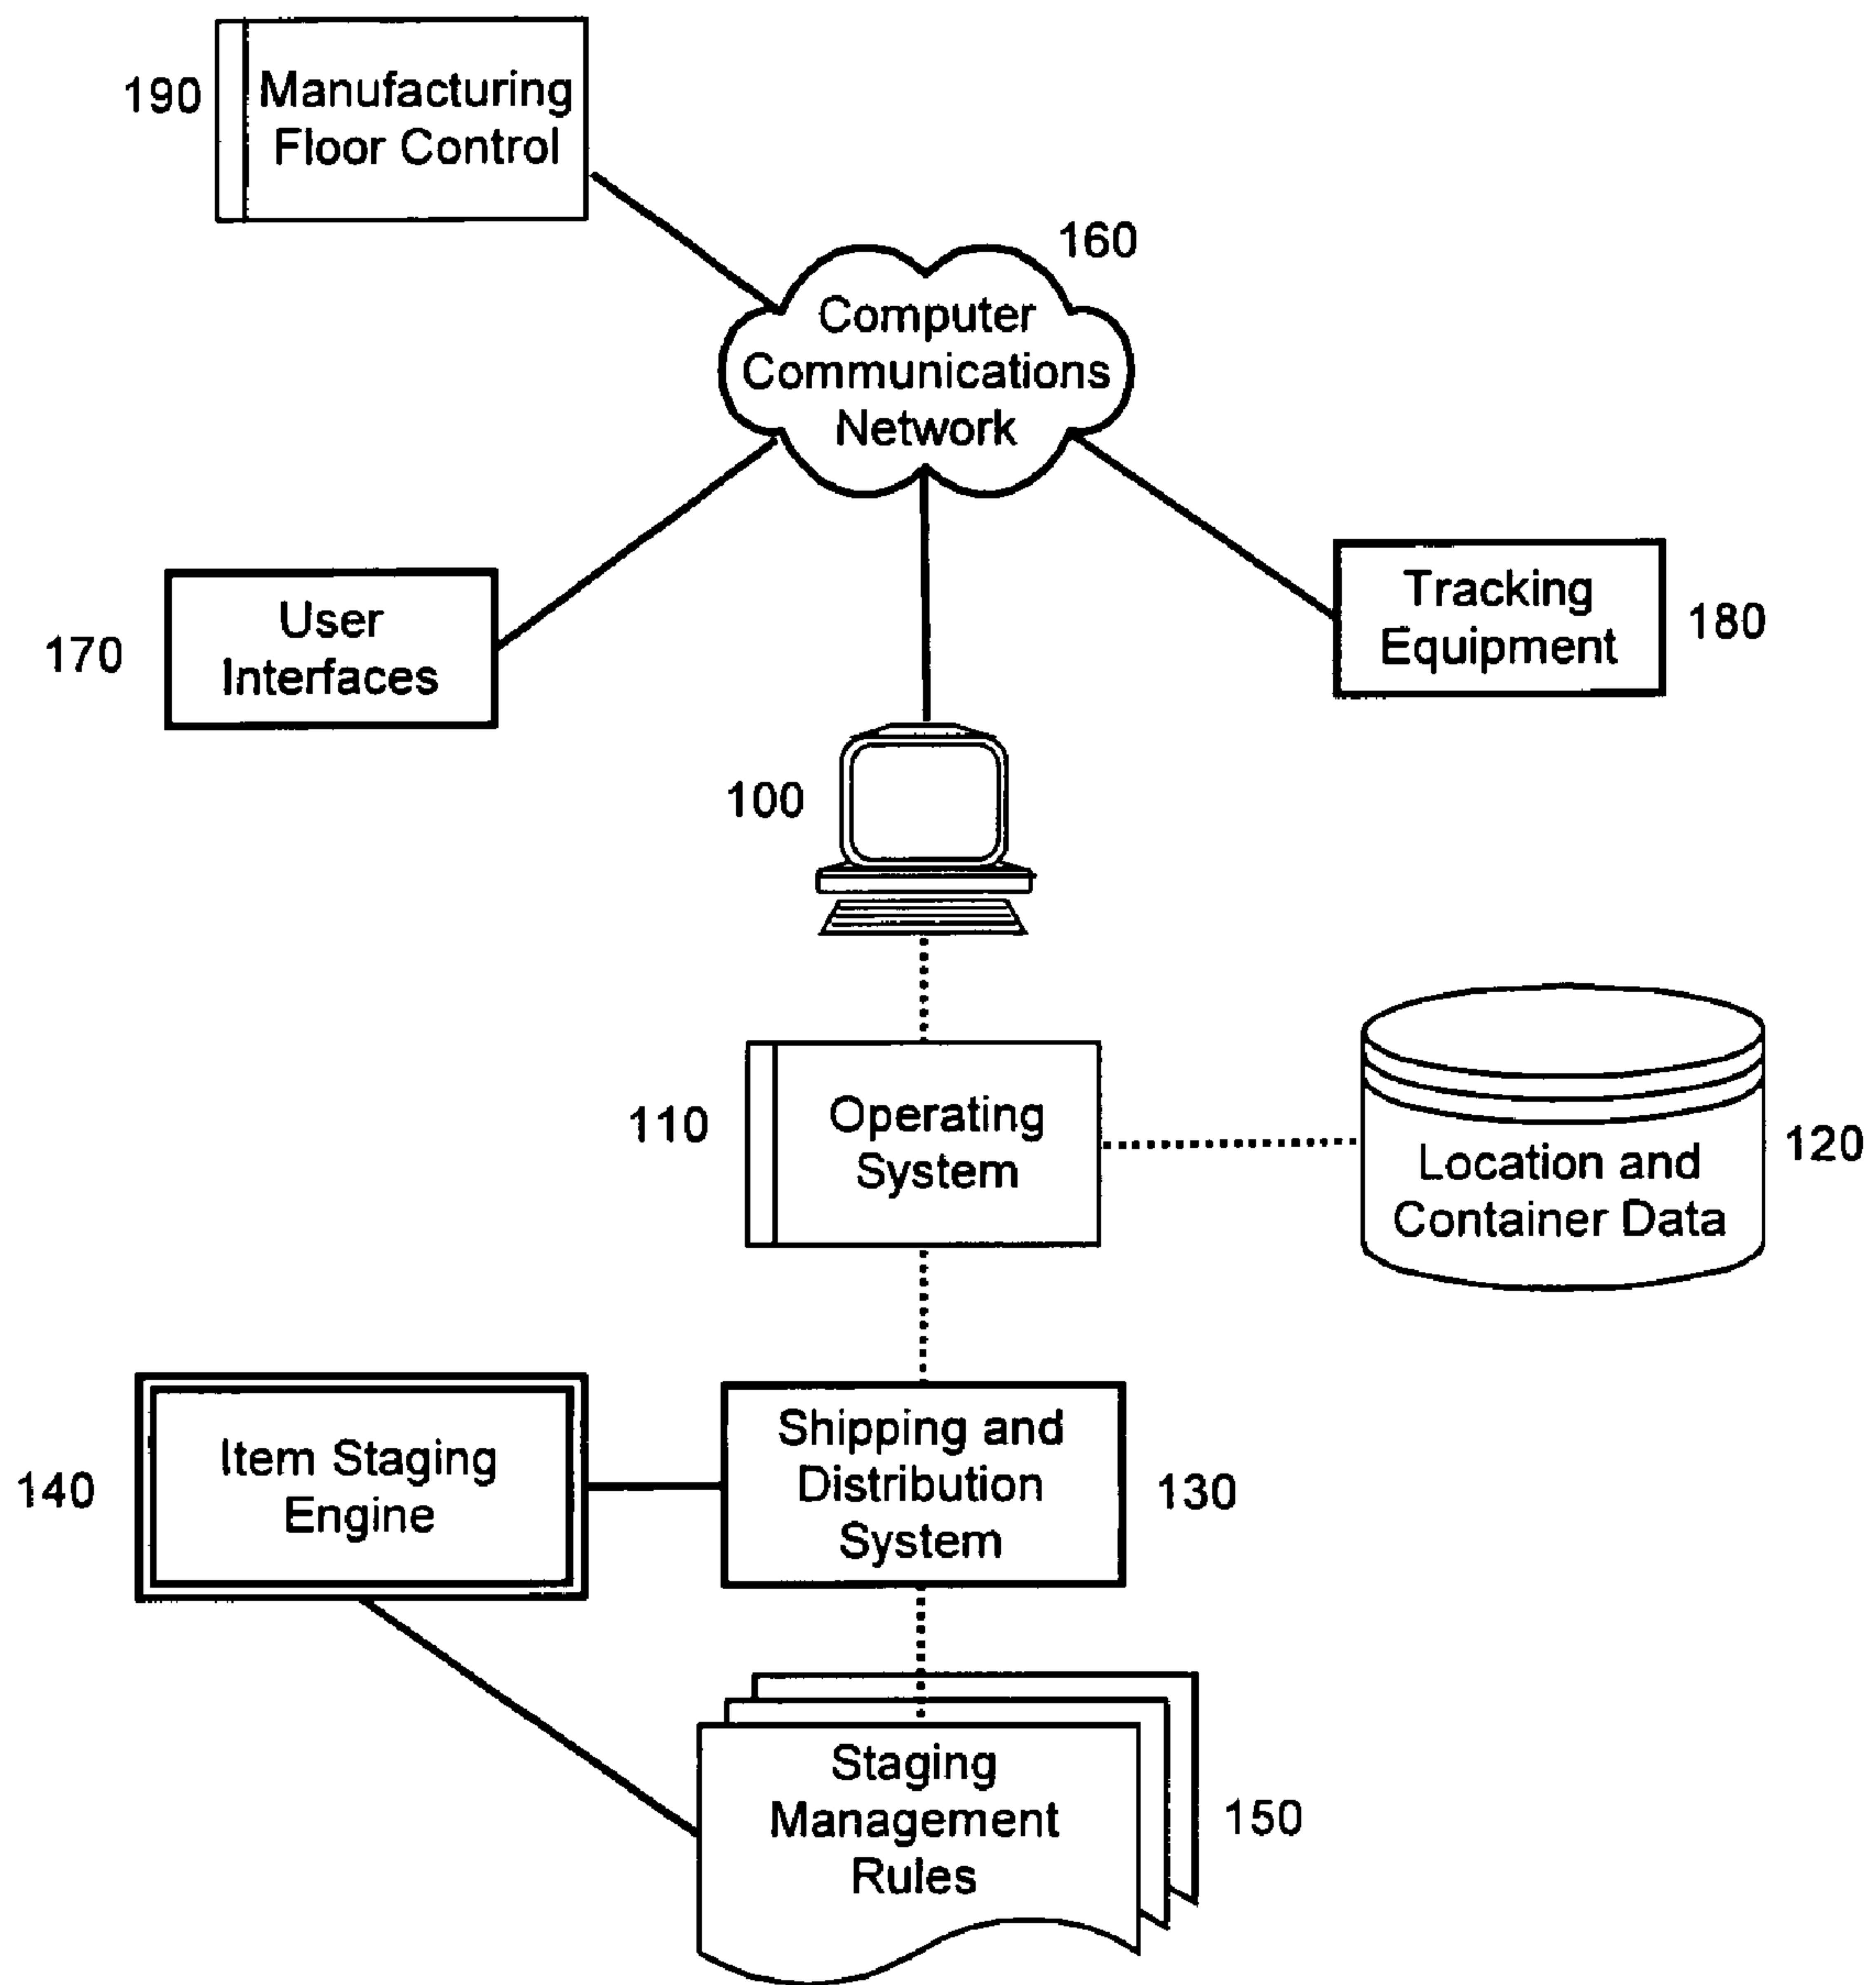 190
Manufacturing
Floor Control
160
Computer
Communications
Network
170
User
Interfaces
Tracking
Equipment
180
100
110
Operating
System
Location and
Container Data
120
140
Item Staging
Engine
Shipping and
Distribution
System
130
Staging
Management
Rules
150